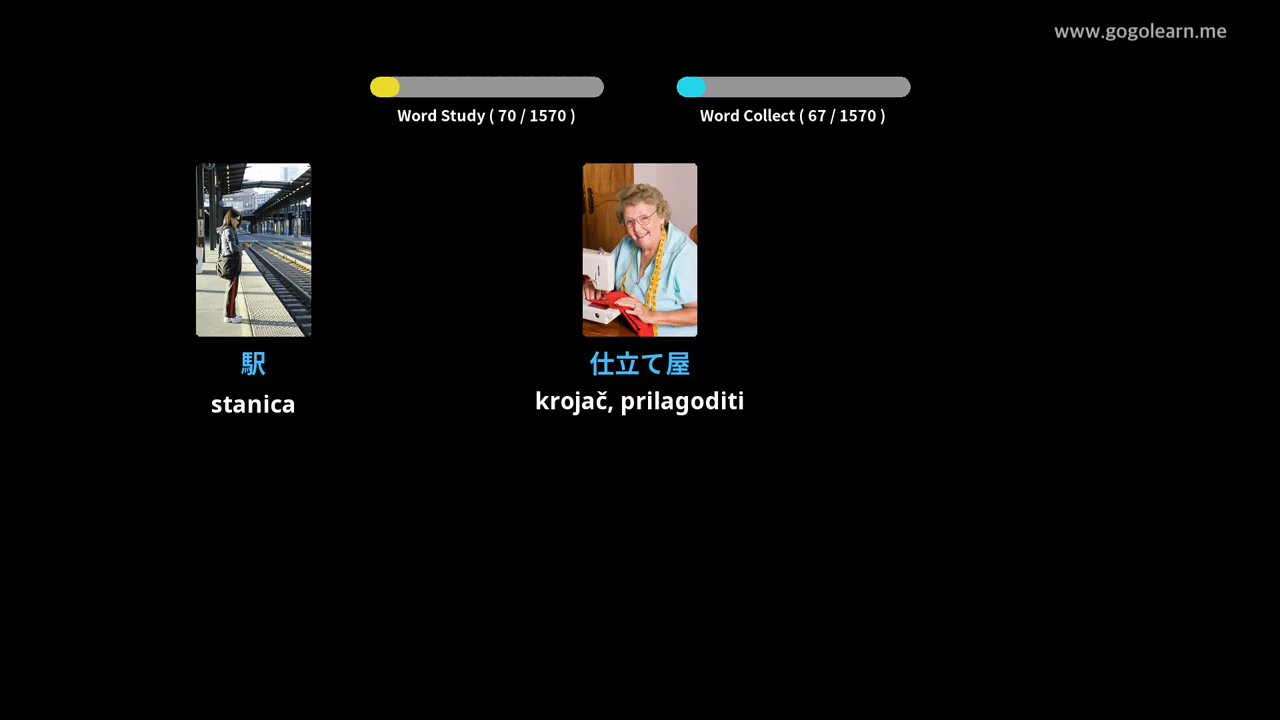 www.gogolearn.me
Word Study ( 70 / 1570 )
Word Collect ( 67 / 1570 )
駅
stanica
仕立て屋
krojač, prilagoditi